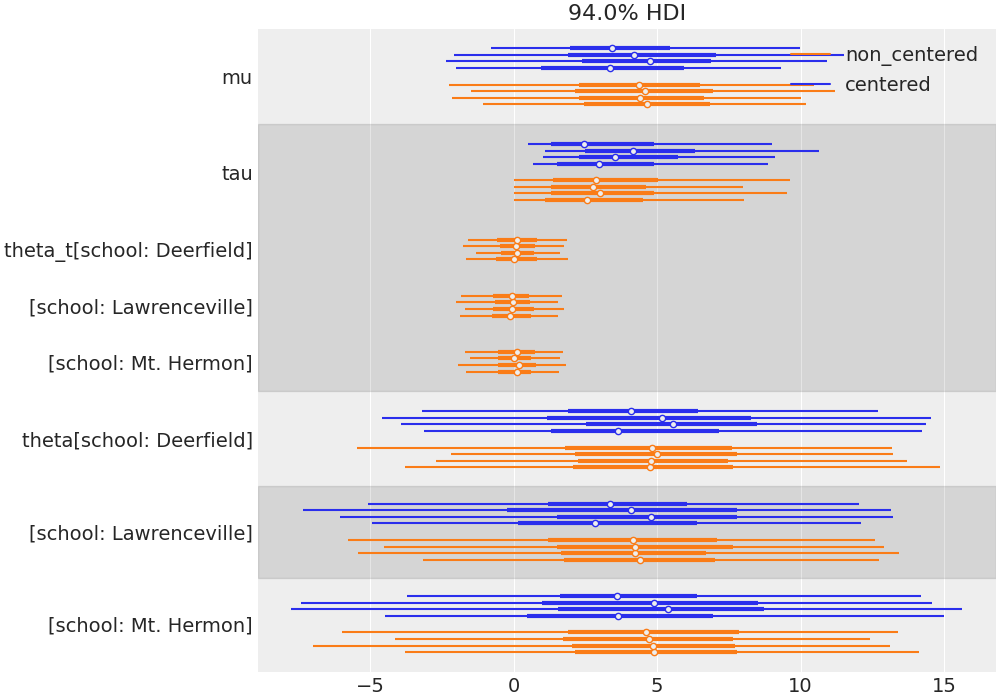 94.0% HDI
mu
non_centered
centered
tau
theta_t[school: Deerfield]
[school: Lawrenceville]
[school: Mt. Hermon]
theta[school: Deerfield]
[school: Lawrenceville]
[school: Mt. Hermon]
−5 0 5 10 15